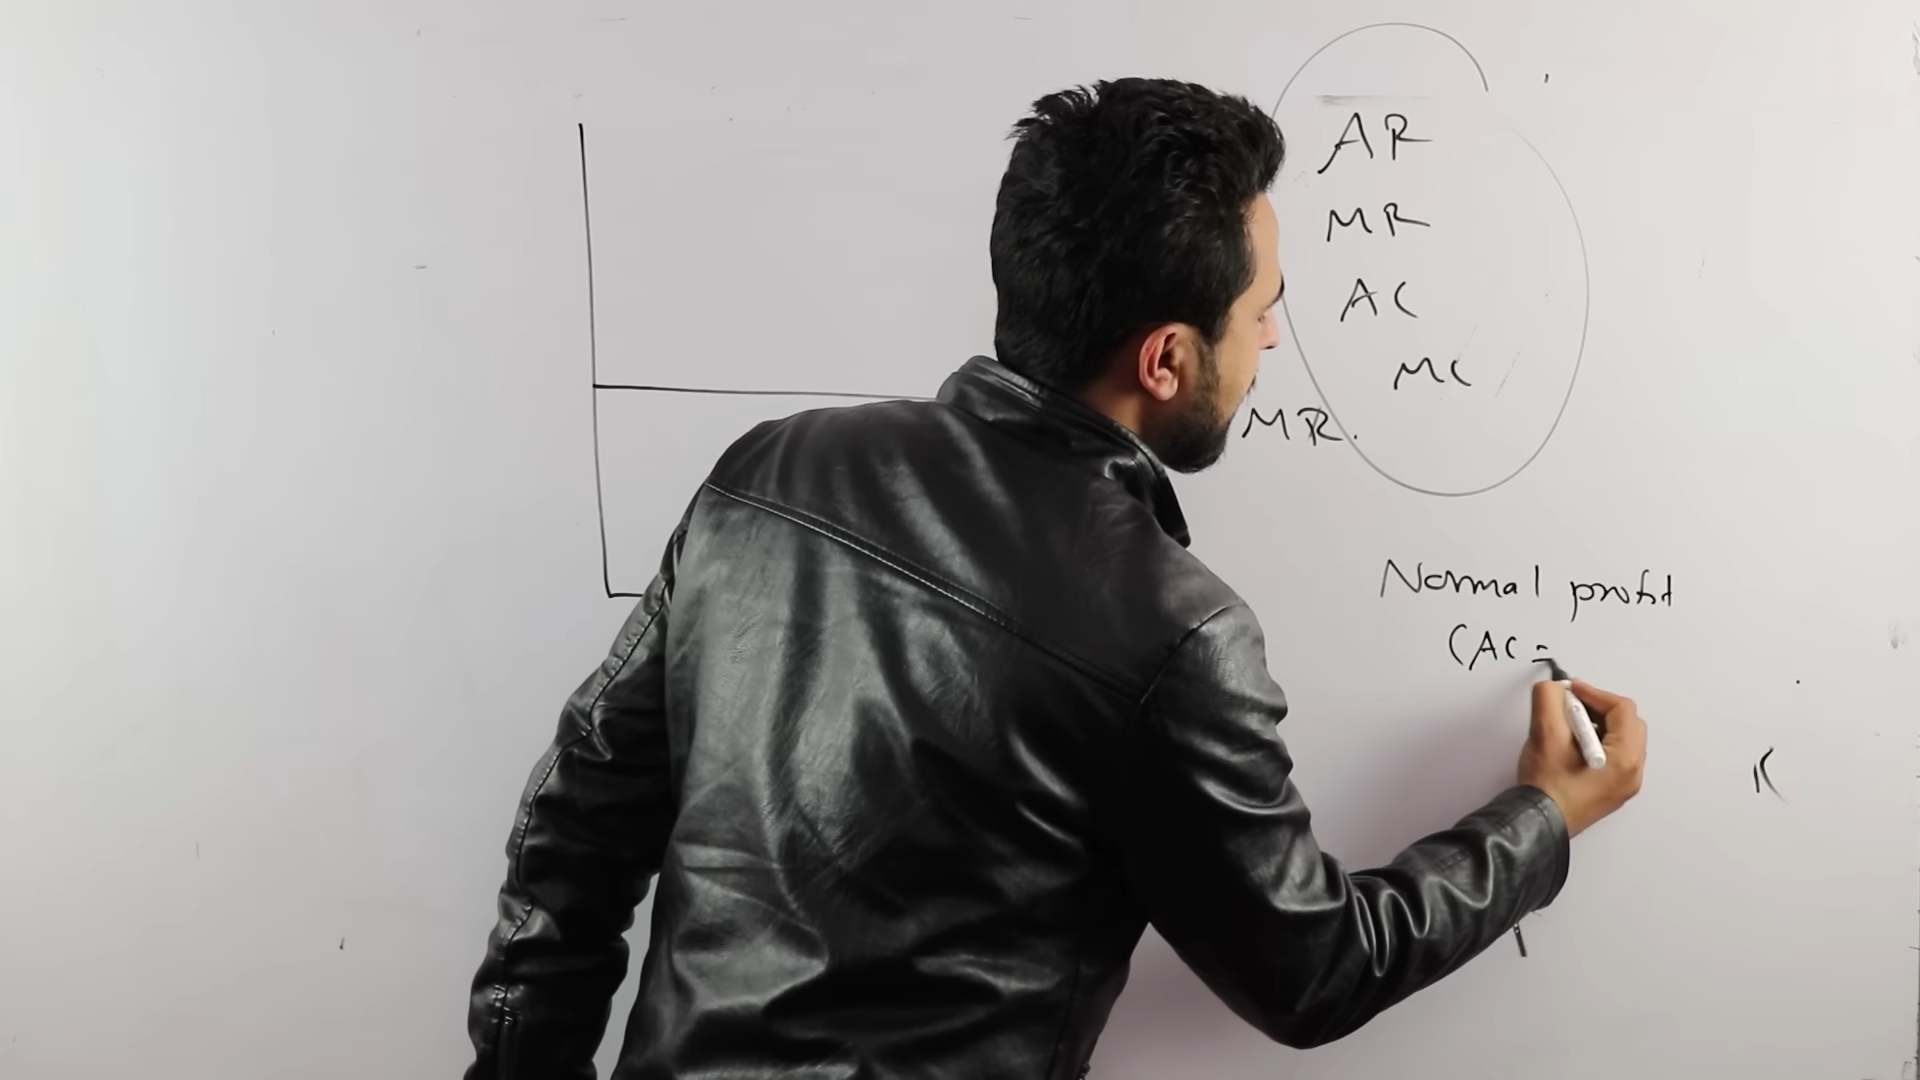 AR
MR
AC
MC
MR.
Normal profit
(AC =